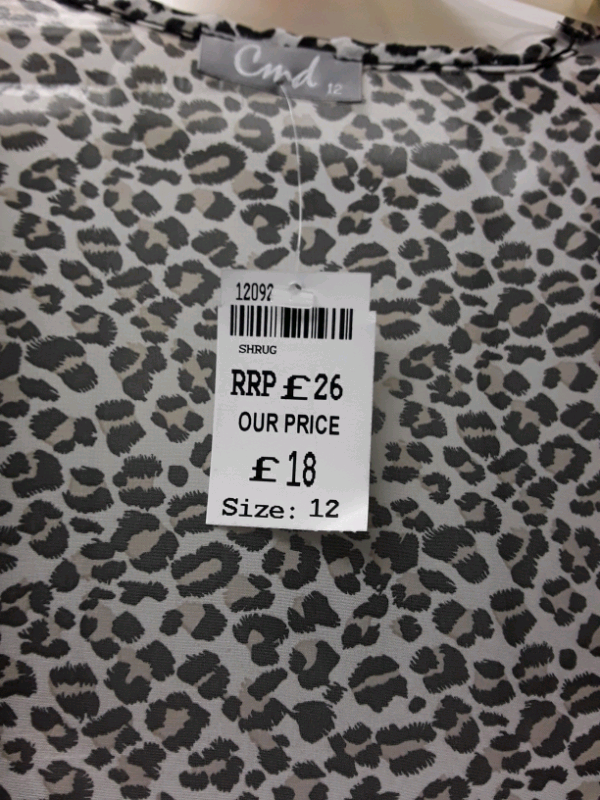 Cmd
12
12092
SHRUG
RRP £26
OUR PRICE
£18
Size: 12